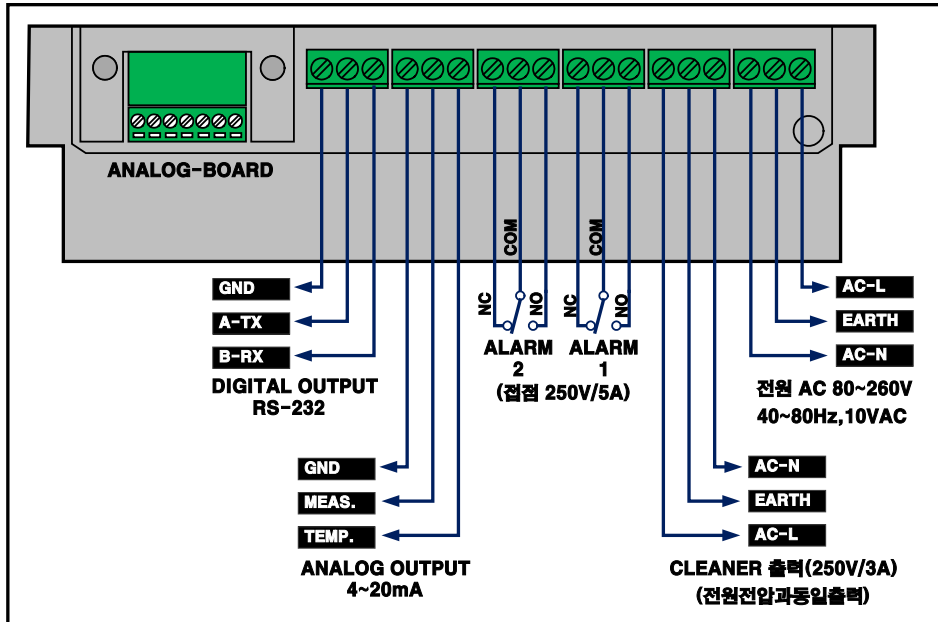 ANALOG-BOARD
GND
A-TX
B-RX
DIGITAL OUTPUT
RS-232
GND
MEAS.
TEMP.
ANALOG OUTPUT
4~20mA
NC
COM
NO
ALARM
2
NC
COM
NO
ALARM
1
(접점 250V/5A)
AC-L
EARTH
AC-N
전원 AC 80~260V
40~80Hz,10VAC
AC-N
EARTH
AC-L
CLEANER 출력(250V/3A)
(전원전압과동일출력)